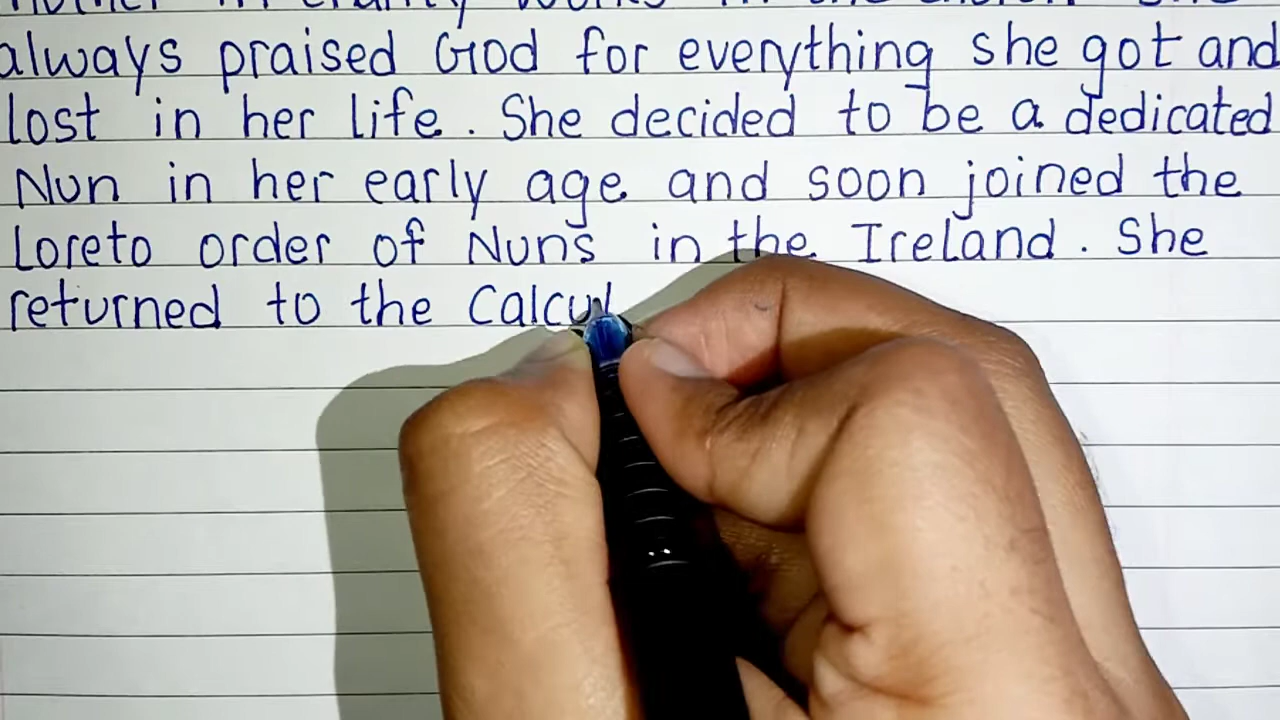 always praised God for everything she got and
lost in her life. She decided to be a dedicated
Nun in her early age and soon joined the
Loreto order of Nuns in the Ireland. She
returned to the Calcu